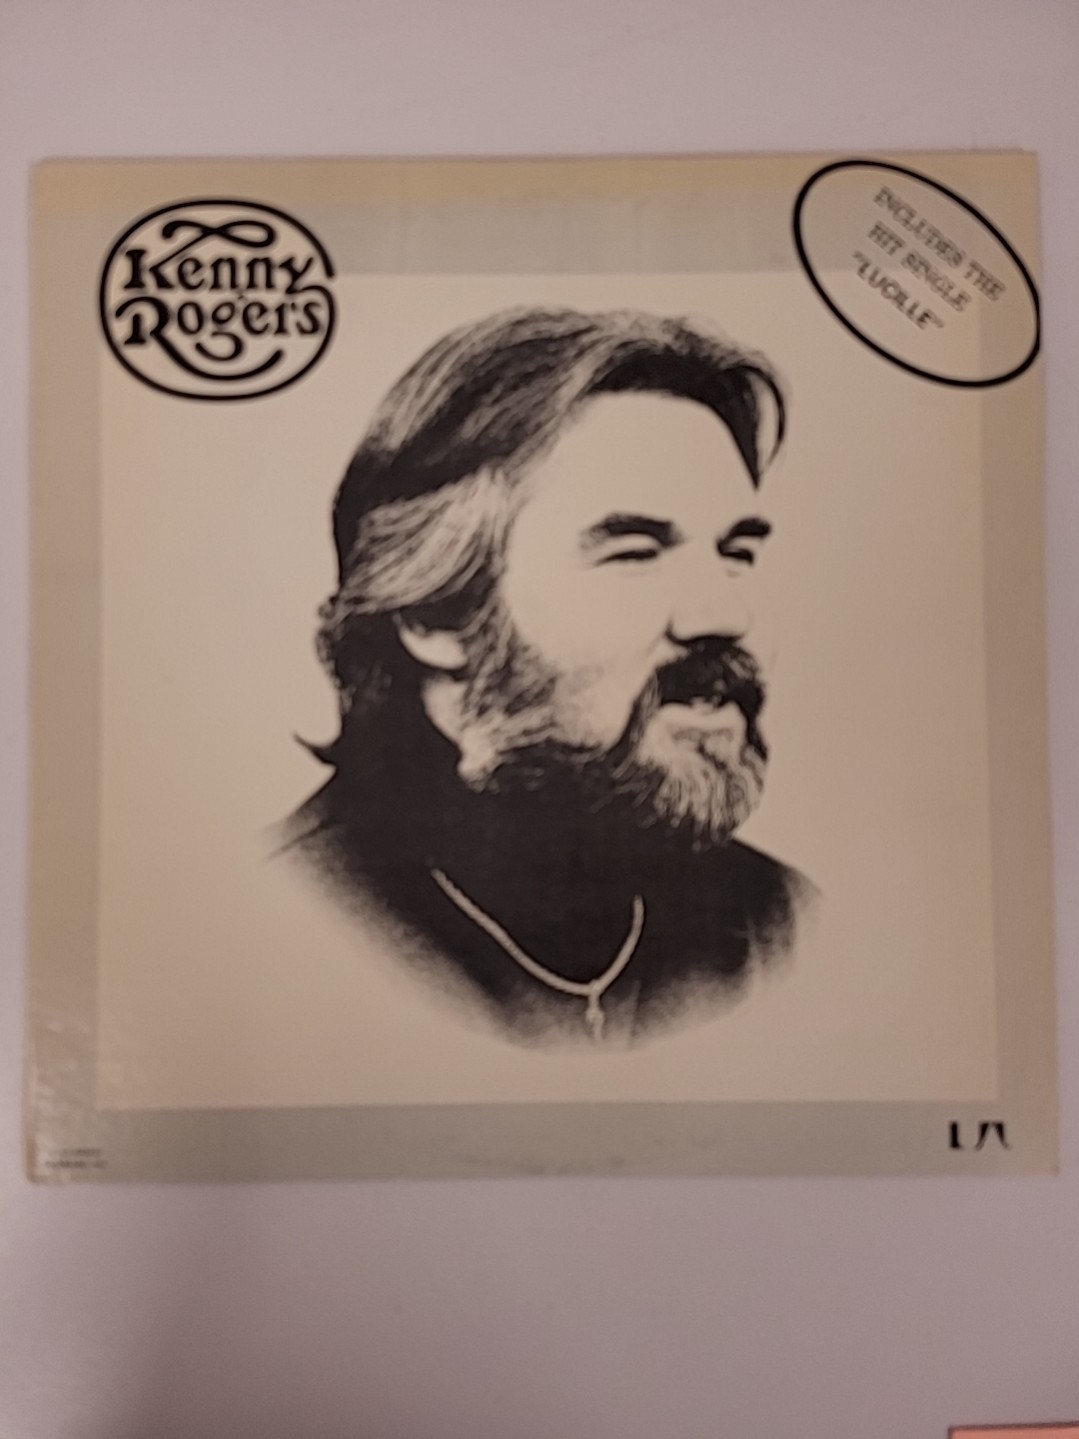 Kenny
Rogers
INCLUDES THE
HIT SINGLE
"LUCILLE"
UA